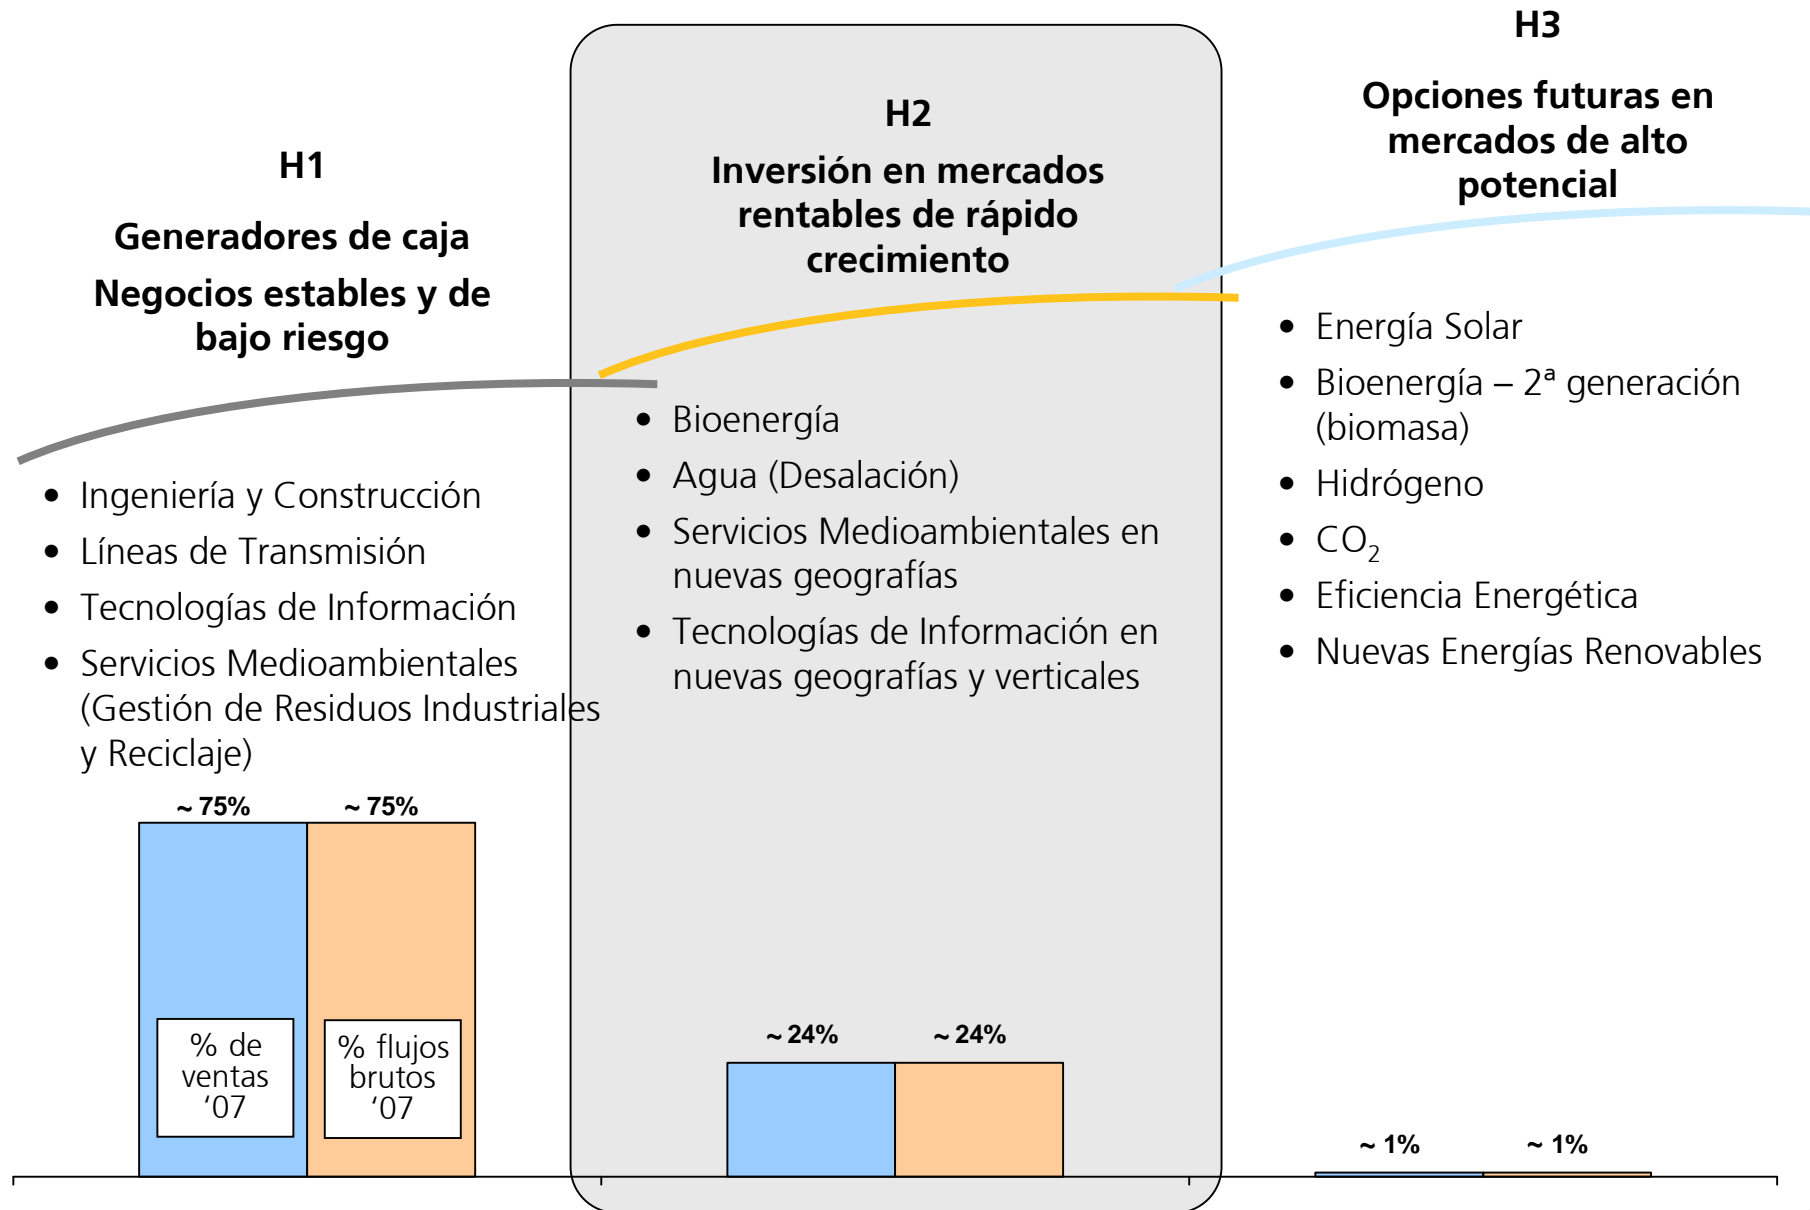 H1
Generadores de caja
Negocios estables y de
bajo riesgo
• Ingeniería y Construcción
• Líneas de Transmisión
• Tecnologías de Información
• Servicios Medioambientales
(Gestión de Residuos Industriales
y Reciclaje)
~ 75%
~ 75%
% de
ventas
‘07
% flujos
brutos
‘07
H2
Inversión en mercados
rentables de rápido
crecimiento
• Bioenergía
• Agua (Desalación)
• Servicios Medioambientales en
nuevas geografías
• Tecnologías de Información en
nuevas geografías y verticales
~ 24%
~ 24%
H3
Opciones futuras en
mercados de alto
potencial
• Energía Solar
• Bioenergía – 2ª generación
(biomasa)
• Hidrógeno
• CO₂
• Eficiencia Energética
• Nuevas Energías Renovables
~ 1%
~ 1%